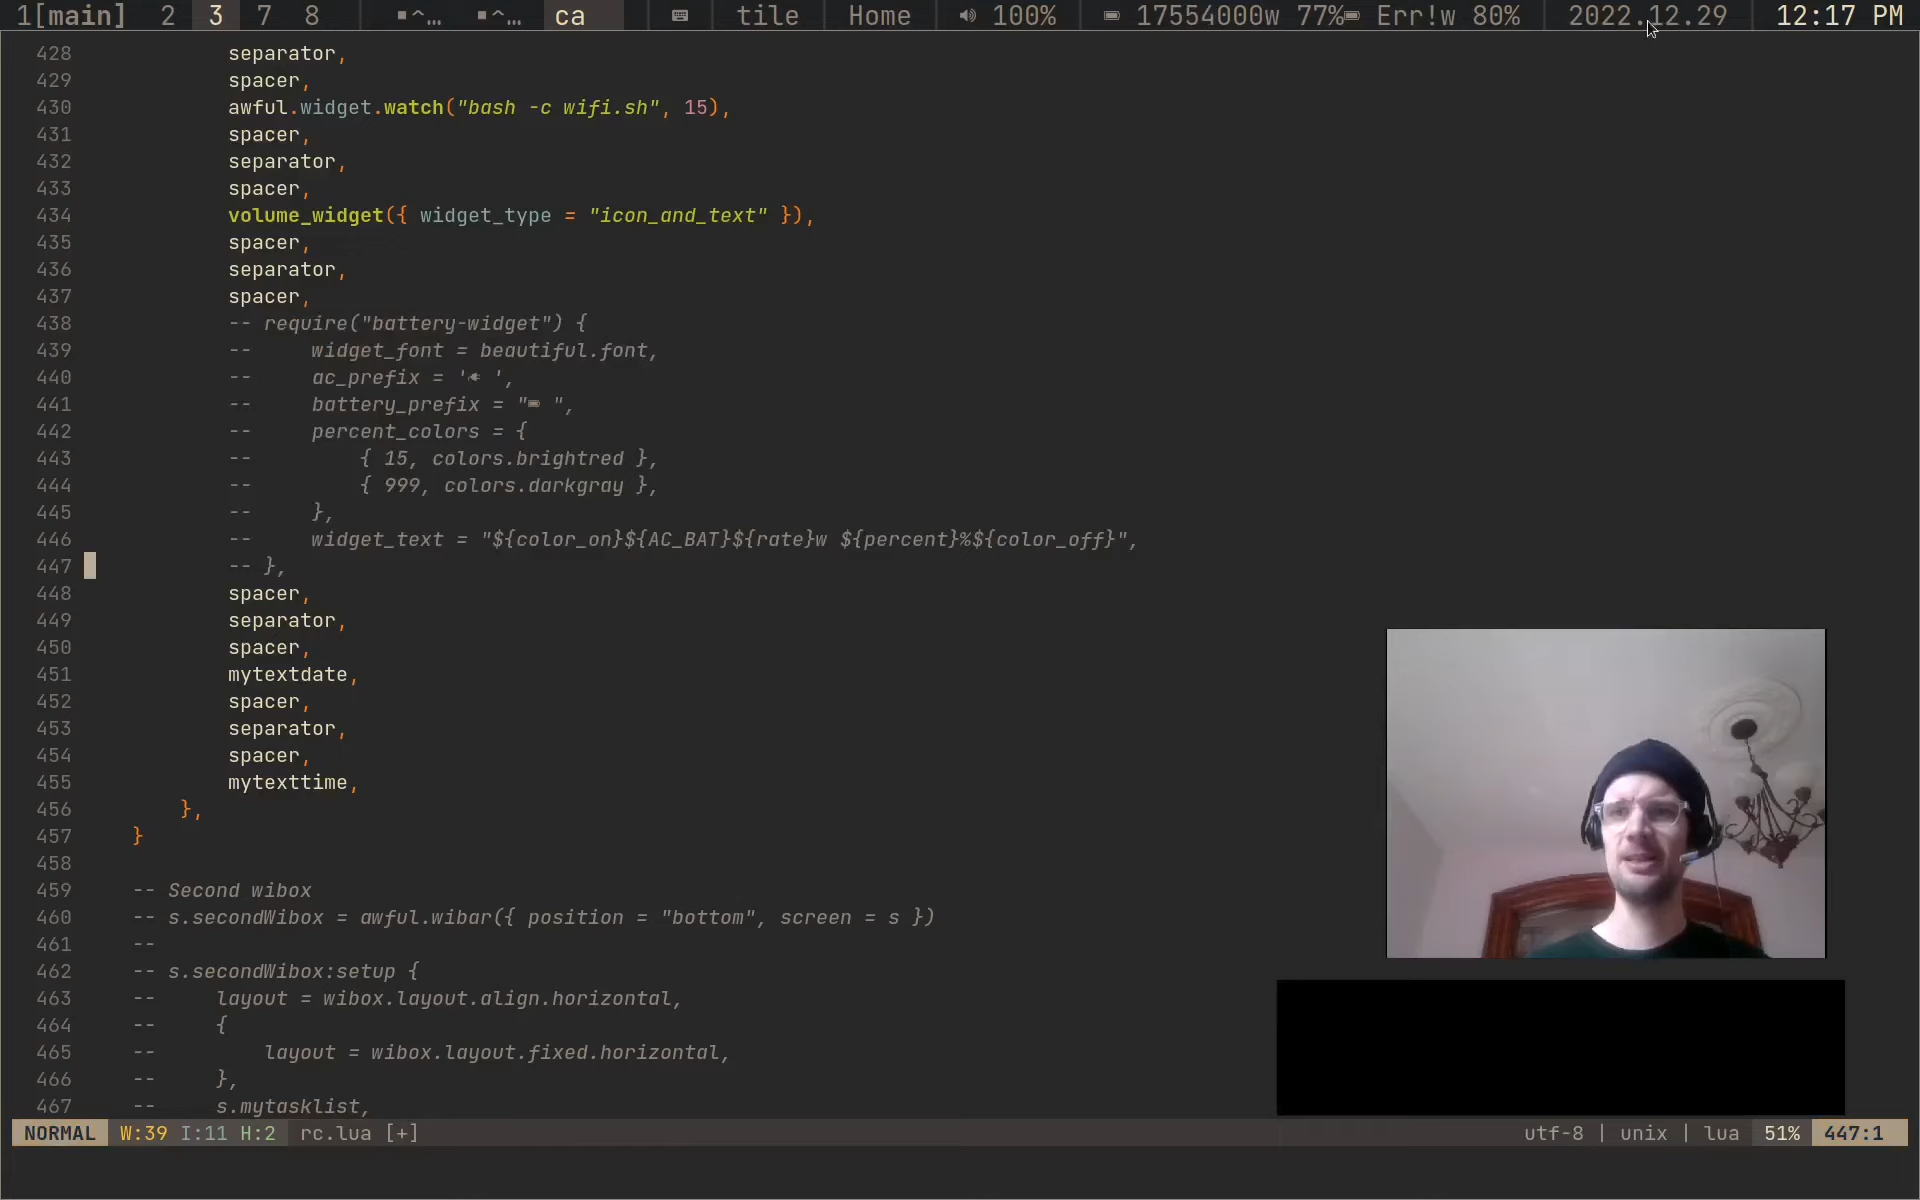 1[main] 2 3 7 8 ▪^… ▪^… ca tile Home 100% 17554000w 77% Err!w 80% 2022.12.29 12:17 PM
428 separator,
429 spacer,
430 awful.widget.watch("bash -c wifi.sh", 15),
431 spacer,
432 separator,
433 spacer,
434 volume_widget({ widget_type = "icon_and_text" }),
435 spacer,
436 separator,
437 spacer,
438 -- require("battery-widget") {
439 -- widget_font = beautiful.font,
440 -- ac_prefix = ' ',
441 -- battery_prefix = " ",
442 -- percent_colors = {
443 -- { 15, colors.brightred },
444 -- { 999, colors.darkgray },
445 -- },
446 -- widget_text = "${color_on}${AC_BAT}${rate}w ${percent}%${color_off}",
447 -- },
448 spacer,
449 separator,
450 spacer,
451 mytextdate,
452 spacer,
453 separator,
454 spacer,
455 mytexttime,
456 },
457 }
458
459 -- Second wibox
460 -- s.secondWibox = awful.wibar({ position = "bottom", screen = s })
461 --
462 -- s.secondWibox:setup {
463 -- layout = wibox.layout.align.horizontal,
464 -- {
465 -- layout = wibox.layout.fixed.horizontal,
466 -- },
467 -- s.mytasklist,
NORMAL W:39 I:11 H:2 rc.lua [+] utf-8 | unix | lua 51% 447:1